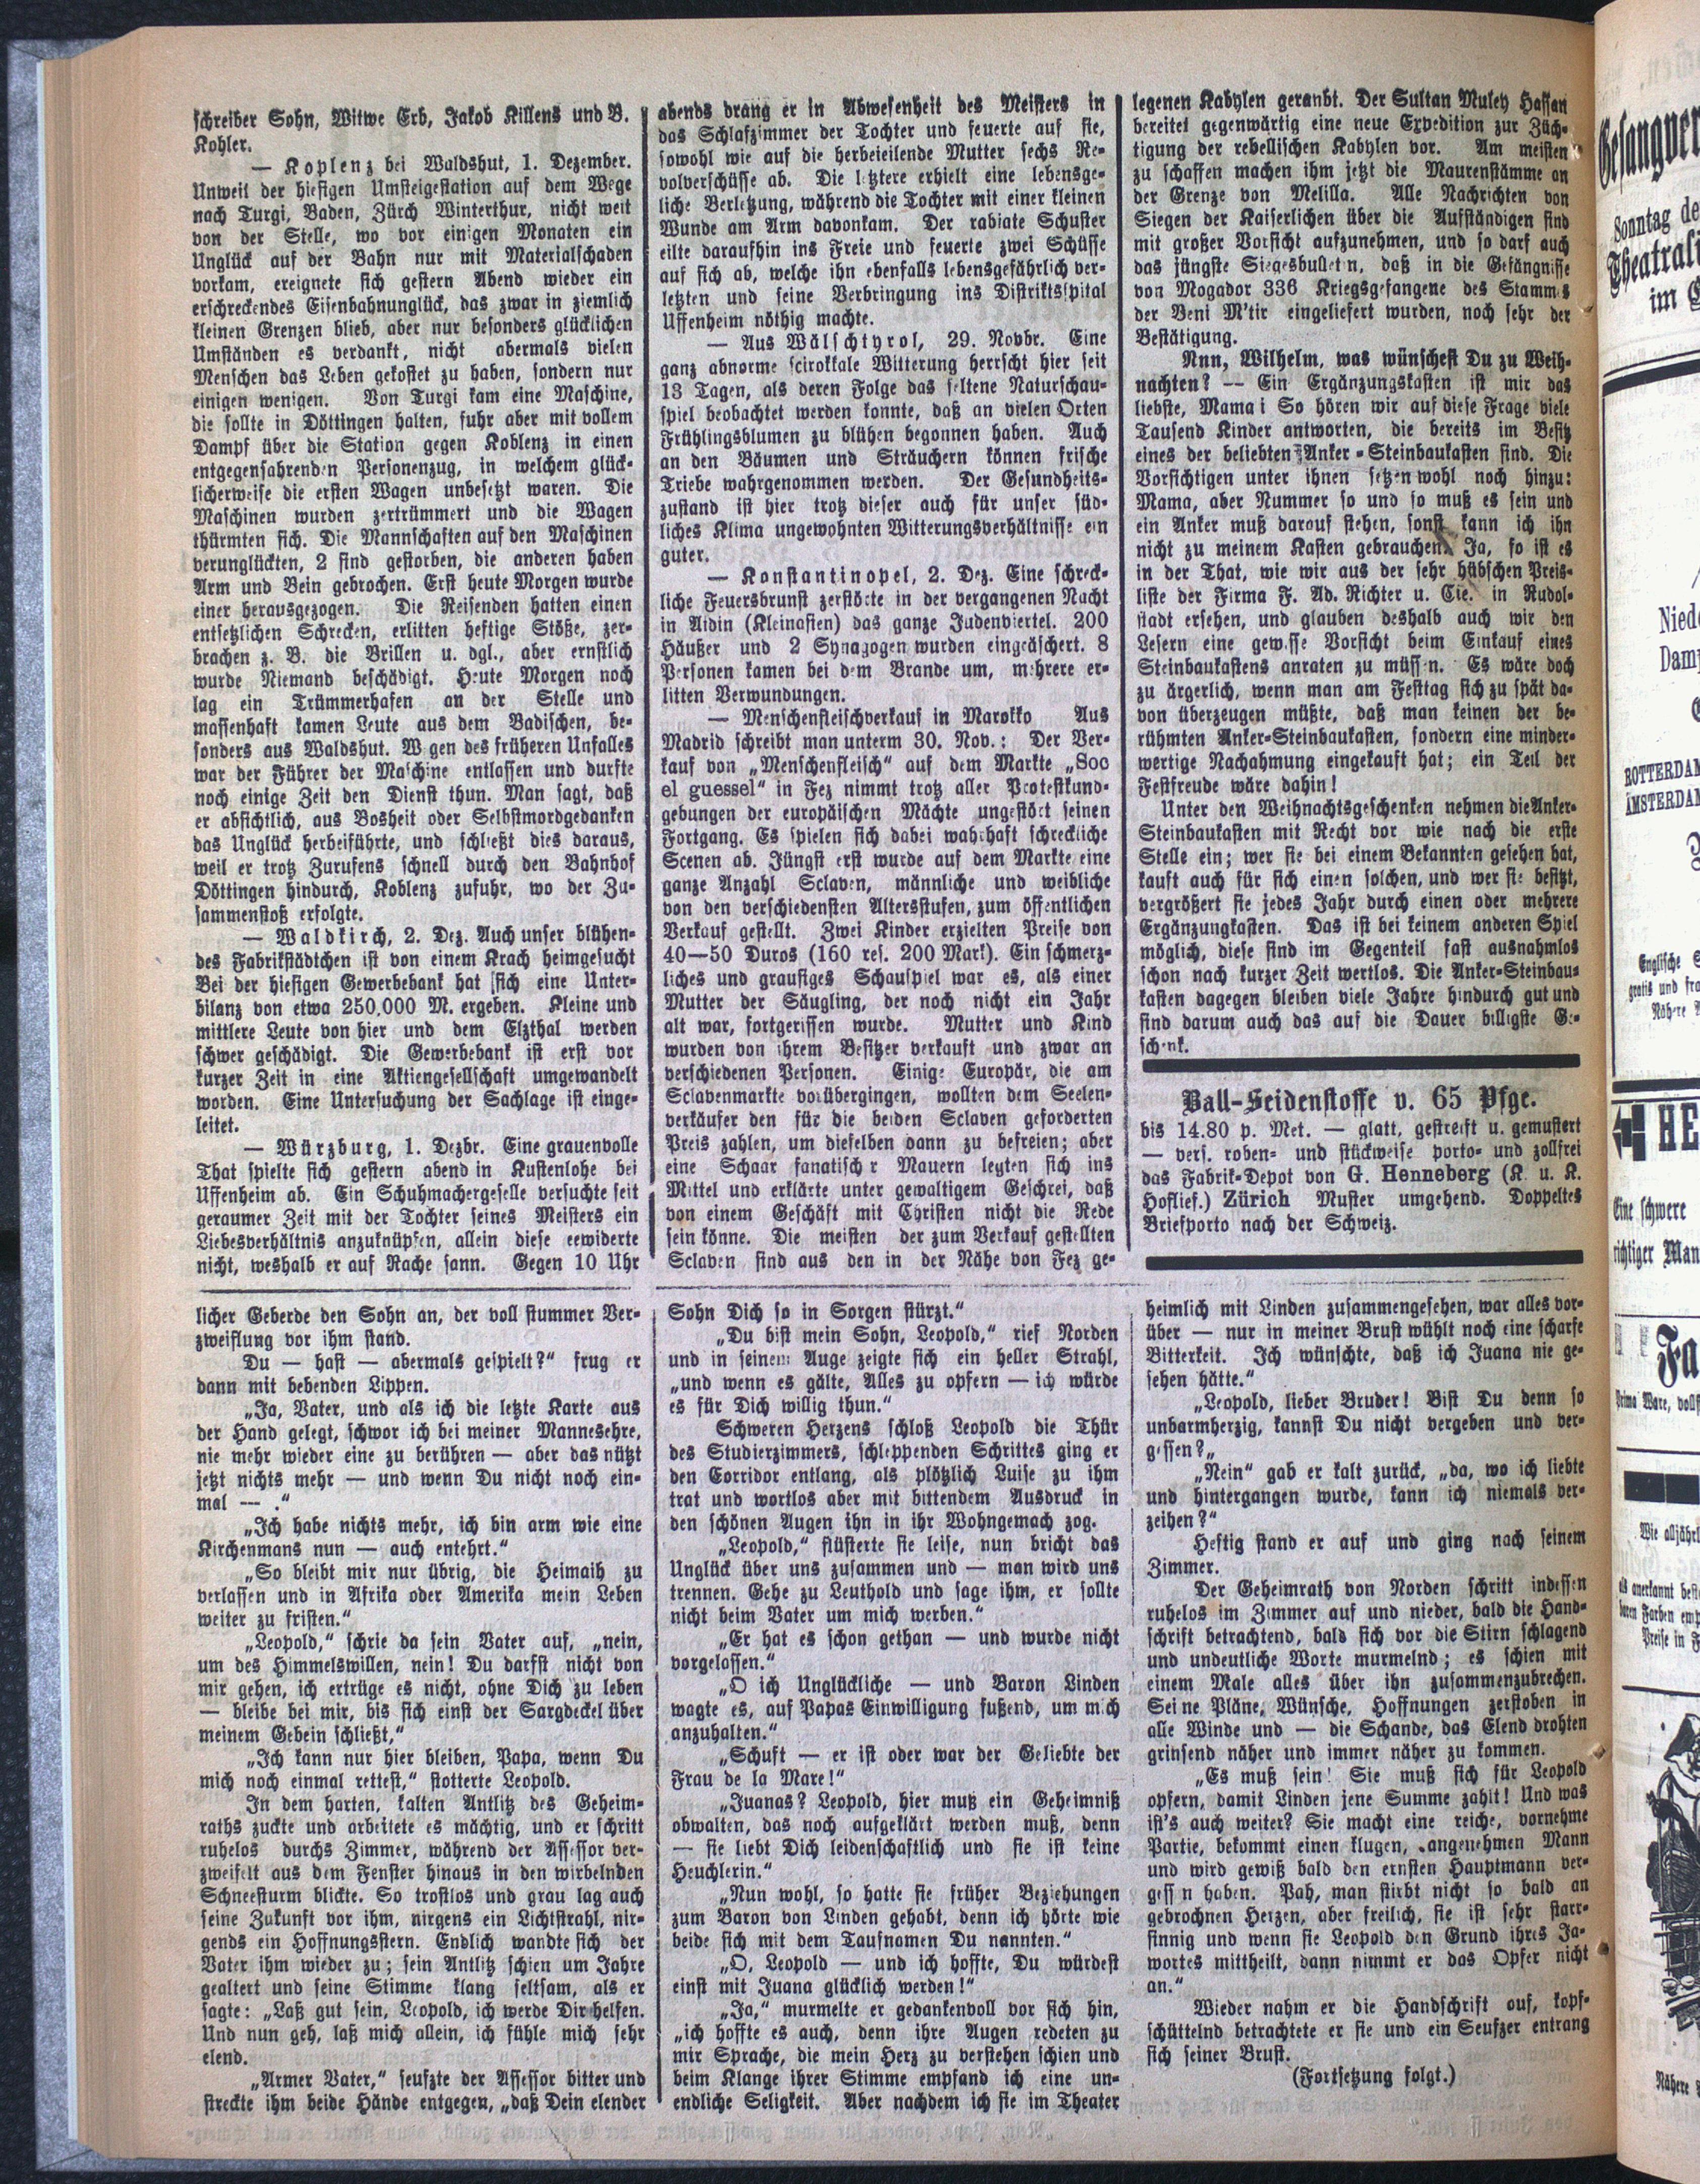 schreiber Sohn, Witwe Erb, Jakob Killens und B.
Kohler.
— Koplenz bei Waldshut, 1. Dezember.
Unweit der hiesigen Umsteigestation auf dem Wege
nach Turgi, Baden, Zürch Winterthur, nicht weit
von der Stelle, wo vor einigen Monaten ein
Unglück auf der Bahn nur mit Materialschaden
vorkam, ereignete sich gestern Abend wieder ein
erschreckendes Eisenbahnunglück, das zwar in ziemlich
kleinen Grenzen blieb, aber nur besonders glücklichen
Umständen es verdankt, nicht abermals vielen
Menschen das Leben gekostet zu haben, sondern nur
einigen wenigen. Von Turgi kam eine Maschine,
die sollte in Döttingen halten, fuhr aber mit vollem
Dampf über die Station gegen Koblenz in einen
entgegenfahrenden Personenzug, in welchem glück-
licherweise die ersten Wagen unbesetzt waren. Die
Maschinen wurden zertrümmert und die Wagen
thürmten sich. Die Mannschaften auf den Maschinen
verunglückten, 2 sind gestorben, die anderen haben
Arm und Bein gebrochen. Erst heute Morgen wurde
einer herausgezogen. Die Reisenden hatten einen
entsetzlichen Schrecken, erlitten heftige Stöße, zer-
brachen z. B. die Brillen u. dgl., aber ernstlich
wurde Niemand beschädigt. Heute Morgen noch
lag ein Trümmerhafen an der Stelle und
massenhaft kamen Leute aus dem Badischen, be-
sonders aus Waldshut. W gen des früheren Unfalles
war der Führer der Maschine entlassen und durfte
noch einige Zeit den Dienst thun. Man sagt, daß
er absichtlich, aus Bosheit oder Selbstmordgedanken
das Unglück herbeiführte, und schließt dies daraus,
weil er trotz Zurufens schnell durch den Bahnhof
Döttingen hindurch, Koblenz zufuhr, wo der Zu-
sammenstoß erfolgte.
— Waldkirch, 2. Dez. Auch unser blühen-
des Fabrikstädtchen ist von einem Krach heimgesucht
Bei der hiesigen Gewerbebank hat sich eine Unter-
bilanz von etwa 250,000 M. ergeben. Kleine und
mittlere Leute von hier und dem Elzthal werden
schwer geschädigt. Die Gewerbebank ist erst vor
kurzer Zeit in eine Aktiengesellschaft umgewandelt
worden. Eine Untersuchung der Sachlage ist einge-
leitet.
— Würzburg, 1. Dezbr. Eine grauenvolle
That spielte sich gestern abend in Kustenlohe bei
Uffenheim ab. Ein Schuhmachergeselle versuchte seit
geraumer Zeit mit der Tochter seines Meisters ein
Liebesverhältnis anzuknüpfen, allein diese eewiderte
nicht, weshalb er auf Rache sann. Gegen 10 Uhr
abends drang er in Abwesenheit des Meisters in
das Schlafzimmer der Tochter und feuerte auf sie,
sowohl wie auf die herbeieilende Mutter sechs Re-
volverschüsse ab. Die letztere erhielt eine lebensge-
liche Verletzung, während die Tochter mit einer kleinen
Wunde am Arm davonkam. Der rabiate Schuster
eilte daraufhin ins Freie und feuerte zwei Schüsse
auf sich ab, welche ihn ebenfalls lebensgefährlich ver-
letzten und seine Verbringung ins Distriktsspital
Uffenheim nöthig machte.
— Aus Wälschtyrol, 29. Novbr. Eine
ganz abnorme scirokkale Witterung herrscht hier seit
13 Tagen, als deren Folge das seltene Naturschau-
spiel beobachtet werden konnte, daß an vielen Orten
Frühlingsblumen zu blühen begonnen haben. Auch
an den Bäumen und Sträuchern können frische
Triebe wahrgenommen werden. Der Gesundheits-
zustand ist hier trotz dieser auch für unser süd-
liches Klima ungewohnten Witterungsverhältnisse ein
guter.
— Konstantinopel, 2. Dez. Eine schreck-
liche Feuersbrunst zerstörte in der vergangenen Nacht
in Aidin (Kleinasien) das ganze Judenviertel. 200
Häußer und 2 Synagogen wurden eingeäschert. 8
Personen kamen bei dem Brande um, mehrere er-
litten Verwundungen.
— Menschenfleischverkauf in Marokko Aus
Madrid schreibt man unterm 30. Nov.: Der Ver-
kauf von „Menschenfleisch“ auf dem Markte „Soo
el guessel“ in Fez nimmt trotz aller Protestkund-
gebungen der europäischen Mächte ungestört seinen
Fortgang. Es spielen sich dabei wahrhaft schreckliche
Scenen ab. Jüngst erst wurde auf dem Markte eine
ganze Anzahl Sclaven, männliche und weibliche
von den verschiedensten Altersstufen, zum öffentlichen
Verkauf gestellt. Zwei Kinder erzielten Preise von
40—50 Duros (160 res. 200 Mark). Ein schmerz-
liches und graustges Schauspiel war es, als einer
Mutter der Säugling, der noch nicht ein Jahr
alt war, fortgerissen wurde. Mutter und Kind
wurden von ihrem Besitzer verkauft und zwar an
verschiedenen Personen. Einige Europär, die am
Sclavenmarkte vorübergingen, wollten dem Seelen-
verkäufer den für die beiden Sclaven geforderten
Preis zahlen, um dieselben dann zu befreien; aber
eine Schaar fanatisch r Mauern legten sich ins
Mittel und erklärte unter gewaltigem Geschrei, daß
von einem Geschäft mit Christen nicht die Rede
sein könne. Die meisten der zum Verkauf gestellten
Sclaven sind aus den in der Nähe von Fez ge-
legenen Kabylen geraubt. Der Sultan Muley Hassan
bereitet gegenwärtig eine neue Expedition zur Züch-
tigung der rebellischen Kabylen vor. Am meisten
zu schaffen machen ihm jetzt die Maurenstämme an
der Grenze von Melilla. Alle Nachrichten von
Siegen der Kaiserlichen über die Aufständigen sind
mit großer Vorsicht aufzunehmen, und so darf auch
das jüngste Siegesbulletin, daß in die Gefängnisse
von Mogador 336 Kriegsgefangene des Stammes
der Beni M'tir eingeliefert wurden, noch sehr der
Bestätigung.
Nnn, Wilhelm, was wünschest Du zu Weih-
nachten? — Ein Ergänzungskasten ist mir das
liebste, Mama i So hören wir auf diese Frage viele
Tausend Kinder antworten, die bereits im Besitz
eines der beliebten Anker-Steinbaukasten sind. Die
Vorsichtigen unter ihnen setzen wohl noch hinzu:
Mama, aber Nummer so und so muß es sein und
ein Anker muß darauf stehen, sonst kann ich ihn
nicht zu meinem Kasten gebrauchen. Ja, so ist es
in der That, wie wir aus der sehr hübschen Preis-
liste der Firma F. Ad. Richter u. Cie. in Rudol-
stadt ersehen, und glauben deshalb auch wir den
Lesern eine gewisse Vorsicht beim Einkauf eines
Steinbaukastens anraten zu müssen. Es wäre doch
zu ärgerlich, wenn man am Festtag sich zu spät da-
von überzeugen müßte, daß man keinen der be-
rühmten Anker-Steinbaukasten, sondern eine minder-
wertige Nachahmung eingekauft hat; ein Teil der
Festfreude wäre dahin!
Unter den Weihnachtsgeschenken nehmen die Anker-
Steinbaukasten mit Recht vor wie nach die erste
Stelle ein; wer sie bei einem Bekannten gesehen hat,
kauft auch für sich einen solchen, und wer sie besitzt,
vergrößert sie jedes Jahr durch einen oder mehrere
Ergänzungkasten. Das ist bei keinem anderen Spiel
möglich, diese sind im Gegenteil fast ausnahmlos
schon nach kurzer Zeit wertlos. Die Anker-Steinbau-
kasten dagegen bleiben viele Jahre hindurch gut und
sind darum auch das auf die Dauer billigste Ge-
schenk.
Ball-Seidenstoffe v. 65 Pfge.
bis 14.80 p. Met. — glatt, gestreift u. gemustert
— vers. roben- und stückweise porto- und zollfrei
das Fabrik-Depot von G. Henneberg (K. u. K.
Hoflief.) Zürich Muster umgehend. Doppeltes
Briefporto nach der Schweiz.
licher Geberde den Sohn an, der voll stummer Ver-
zweiflung vor ihm stand.
Du — hast — abermals gespielt?“ frug er
dann mit bebenden Lippen.
„Ja, Vater, und als ich die letzte Karte aus
der Hand gelegt, schwor ich bei meiner Mannesehre,
nie mehr wieder eine zu berühren — aber das nützt
jetzt nichts mehr — und wenn Du nicht noch ein-
mal — .“
„Ich habe nichts mehr, ich bin arm wie eine
Kirchenmans nun — auch entehrt.“
„So bleibt mir nur übrig, die Heimaih zu
verlassen und in Afrika oder Amerika mein Leben
weiter zu fristen.“
„Leopold,“ schrie da sein Vater auf, „nein,
um des Himmelswillen, nein! Du darfst nicht von
mir gehen, ich ertrüge es nicht, ohne Dich zu leben
— bleibe bei mir, bis sich einst der Sargdeckel über
meinem Gebein schließt,“
„Ich kann nur hier bleiben, Papa, wenn Du
mich noch einmal rettest,“ stotterte Leopold.
In dem harten, kalten Antlitz des Geheim-
raths zuckte und arbeitete es mächtig, und er schritt
ruhelos durchs Zimmer, während der Assessor ver-
zweifelt aus dem Fenster hinaus in den wirbelnden
Schneesturm blickte. So trostlos und grau lag auch
seine Zukunft vor ihm, nirgens ein Lichtstrahl, nir-
gends ein Hoffnungsstern. Endlich wandte sich der
Vater ihm wieder zu; sein Antlitz schien um Jahre
gealtert und seine Stimme klang seltsam, als er
sagte: „Laß gut sein, Leopold, ich werde Dir helfen.
Und nun geh, laß mich allein, ich fühle mich sehr
elend.
„Armer Vater,“ seufzte der Assessor bitter und
streckte ihm beide Hände entgegen, „daß Dein elender
Sohn Dich so in Sorgen stürzt.“
„Du bist mein Sohn, Leopold,“ rief Norden
und in seinem Auge zeigte sich ein heller Strahl,
„und wenn es gälte, Alles zu opfern — ich würde
es für Dich willig thun.“
Schweren Herzens schloß Leopold die Thür
des Studierzimmers, schleppenden Schrittes ging er
den Corridor entlang, als plötzlich Luise zu ihm
trat und wortlos aber mit bittendem Ausdruck in
den schönen Augen ihn in ihr Wohngemach zog.
„Leopold,“ flüsterte sie leise, nun bricht das
Unglück über uns zusammen und — man wird uns
trennen. Gehe zu Leuthold und sage ihm, er sollte
nicht beim Vater um mich werben.“
„Er hat es schon gethan — und wurde nicht
vorgelassen.“
„O ich Unglückliche — und Baron Linden
wagte es, auf Papas Einwilligung fußend, um mich
anzuhalten.“
„Schuft — er ist oder war der Geliebte der
Frau de la Mare!“
„Juanas? Leopold, hier muß ein Geheimniß
obwalten, das noch aufgeklärt werden muß, denn
— sie liebt Dich leidenschaftlich und sie ist keine
Heuchlerin.“
„Nun wohl, so hatte sie früher Beziehungen
zum Baron von Linden gehabt, denn ich hörte wie
beide sich mit dem Taufnamen Du nannten.“
„O, Leopold — und ich hoffte, Du würdest
einst mit Juana glücklich werden!“
„Ja,“ murmelte er gedankenvoll vor sich hin,
„ich hoffte es auch, denn ihre Augen redeten zu
mir Sprache, die mein Herz zu verstehen schien und
beim Klange ihrer Stimme empfand ich eine un-
endliche Seligkeit. Aber nachdem ich sie im Theater
heimlich mit Linden zusammengesehen, war alles vor-
über — nur in meiner Brust wühlt noch eine scharfe
Bitterkeit. Ich wünschte, daß ich Juana nie ge-
sehen hätte.“
„Leopold, lieber Bruder! Bist Du denn so
unbarmherzig, kannst Du nicht vergeben und ver-
g ssen?„
„Nein“ gab er kalt zurück, „da, wo ich liebte
und hintergangen wurde, kann ich niemals ver-
zeihen?“
Heftig stand er auf und ging nach seinem
Zimmer.
Der Geheimrath von Norden schritt indessen
ruhelos im Zimmer auf und nieder, bald die Hand-
schrift betrachtend, bald sich vor die Stirn schlagend
und undeutliche Worte murmelnd; es schien mit
einem Male alles über ihn zusammenzubrechen.
Seine Pläne, Wünsche, Hoffnungen zerstoben in
alle Winde und — die Schande, das Elend drohten
grinsend näher und immer näher zu kommen.
„Es muß sein! Sie muß sich für Leopold
opfern, damit Linden jene Summe zahlt! Und was
ist's auch weiter? Sie macht eine reiche, vornehme
Partie, bekommt einen klugen, angenehmen Mann
und wird gewiß bald den ernsten Hauptmann ver-
gess n haben. Pah, man stirbt nicht so bald an
gebrochnen Herzen, aber freilich, sie ist sehr starr-
sinnig und wenn sie Leopold den Grund ihres Ja-
wortes mittheilt, dann nimmt er das Opfer nicht
an.“
Wieder nahm er die Handschrift auf, kopf-
schüttelnd betrachtete er sie und ein Seufzer entrang
sich seiner Brust.
(Fortsetzung folgt.)
Gesangver
Sonntag de
Theatrali
im
Niede
Damp
ROTTERDAM
AMSTERDAM
Englische
gratis und fra
Nähere
HE
Eine schwere
richtiger Man
Fa
Prima Ware,
Wie alljährl
als anerkannt
Preise in
Nähere